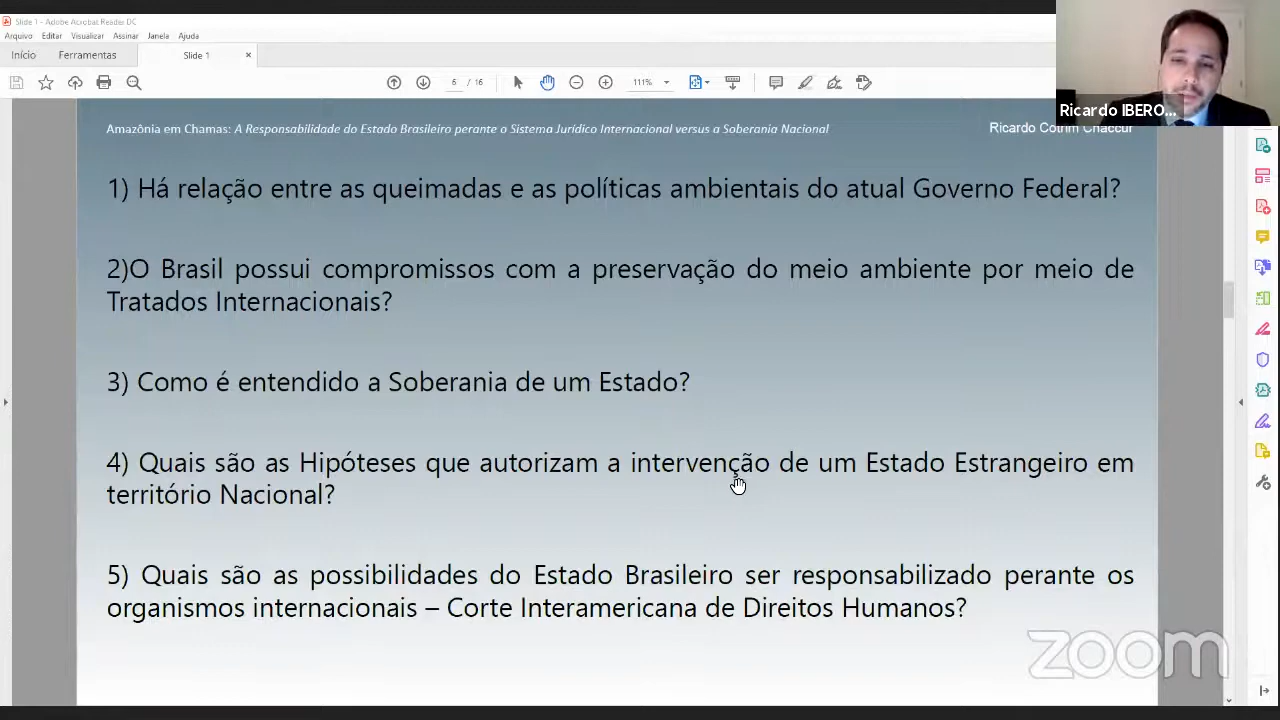 Slide 1 - Adobe Acrobat Reader DC
Arquivo Editar Visualizar Assinar Janela Ajuda
Início Ferramentas Slide 1 ×
6 / 16 111%
Ricardo IBERO...
Amazônia em Chamas: A Responsabilidade do Estado Brasileiro perante o Sistema Jurídico Internacional versus a Soberania Nacional
Ricardo Cotrim Chaccur
1) Há relação entre as queimadas e as políticas ambientais do atual Governo Federal?
2)O Brasil possui compromissos com a preservação do meio ambiente por meio de
Tratados Internacionais?
3) Como é entendido a Soberania de um Estado?
4) Quais são as Hipóteses que autorizam a intervenção de um Estado Estrangeiro em
território Nacional?
5) Quais são as possibilidades do Estado Brasileiro ser responsabilizado perante os
organismos internacionais – Corte Interamericana de Direitos Humanos?
zoom